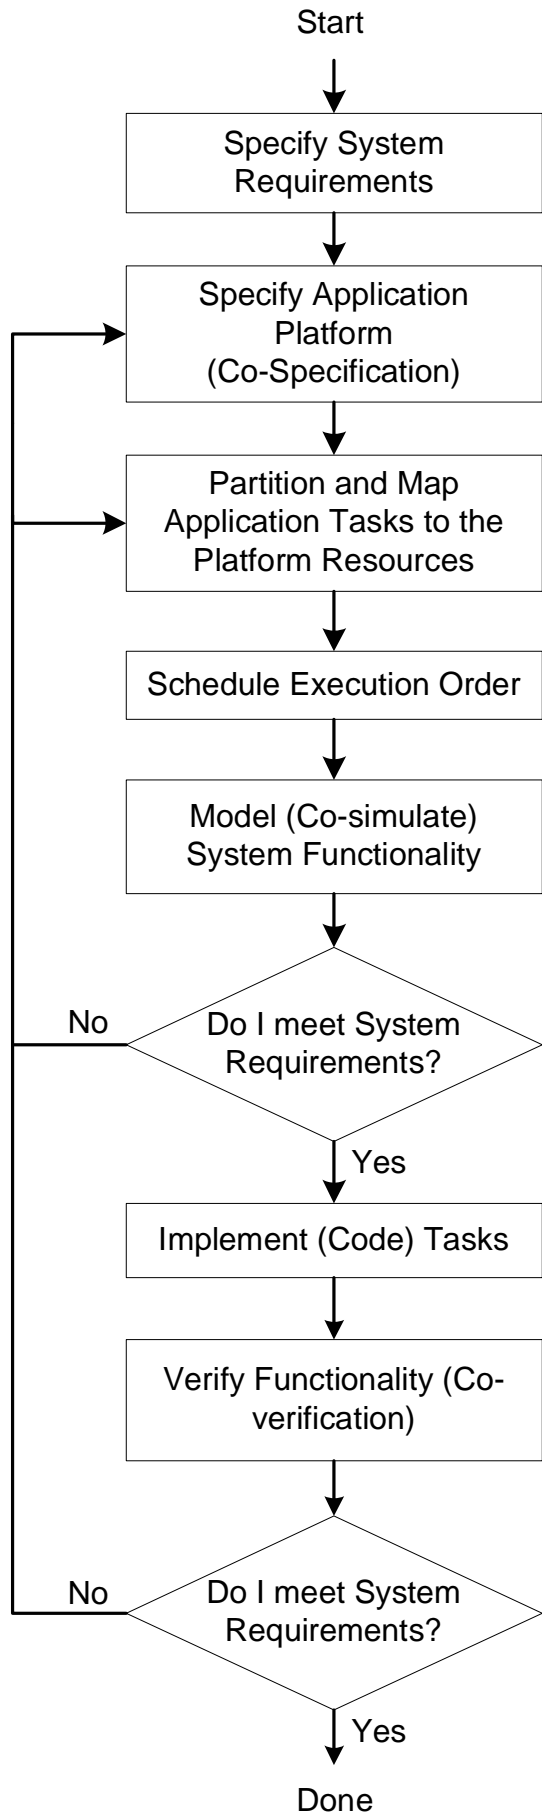 Start
Specify System
Requirements
Specify Application
Platform
(Co-Specification)
Partition and Map
Application Tasks to the
Platform Resources
Schedule Execution Order
Model (Co-simulate)
System Functionality
No
Do I meet System
Requirements?
Yes
Implement (Code) Tasks
Verify Functionality (Co-
verification)
No
Do I meet System
Requirements?
Yes
Done